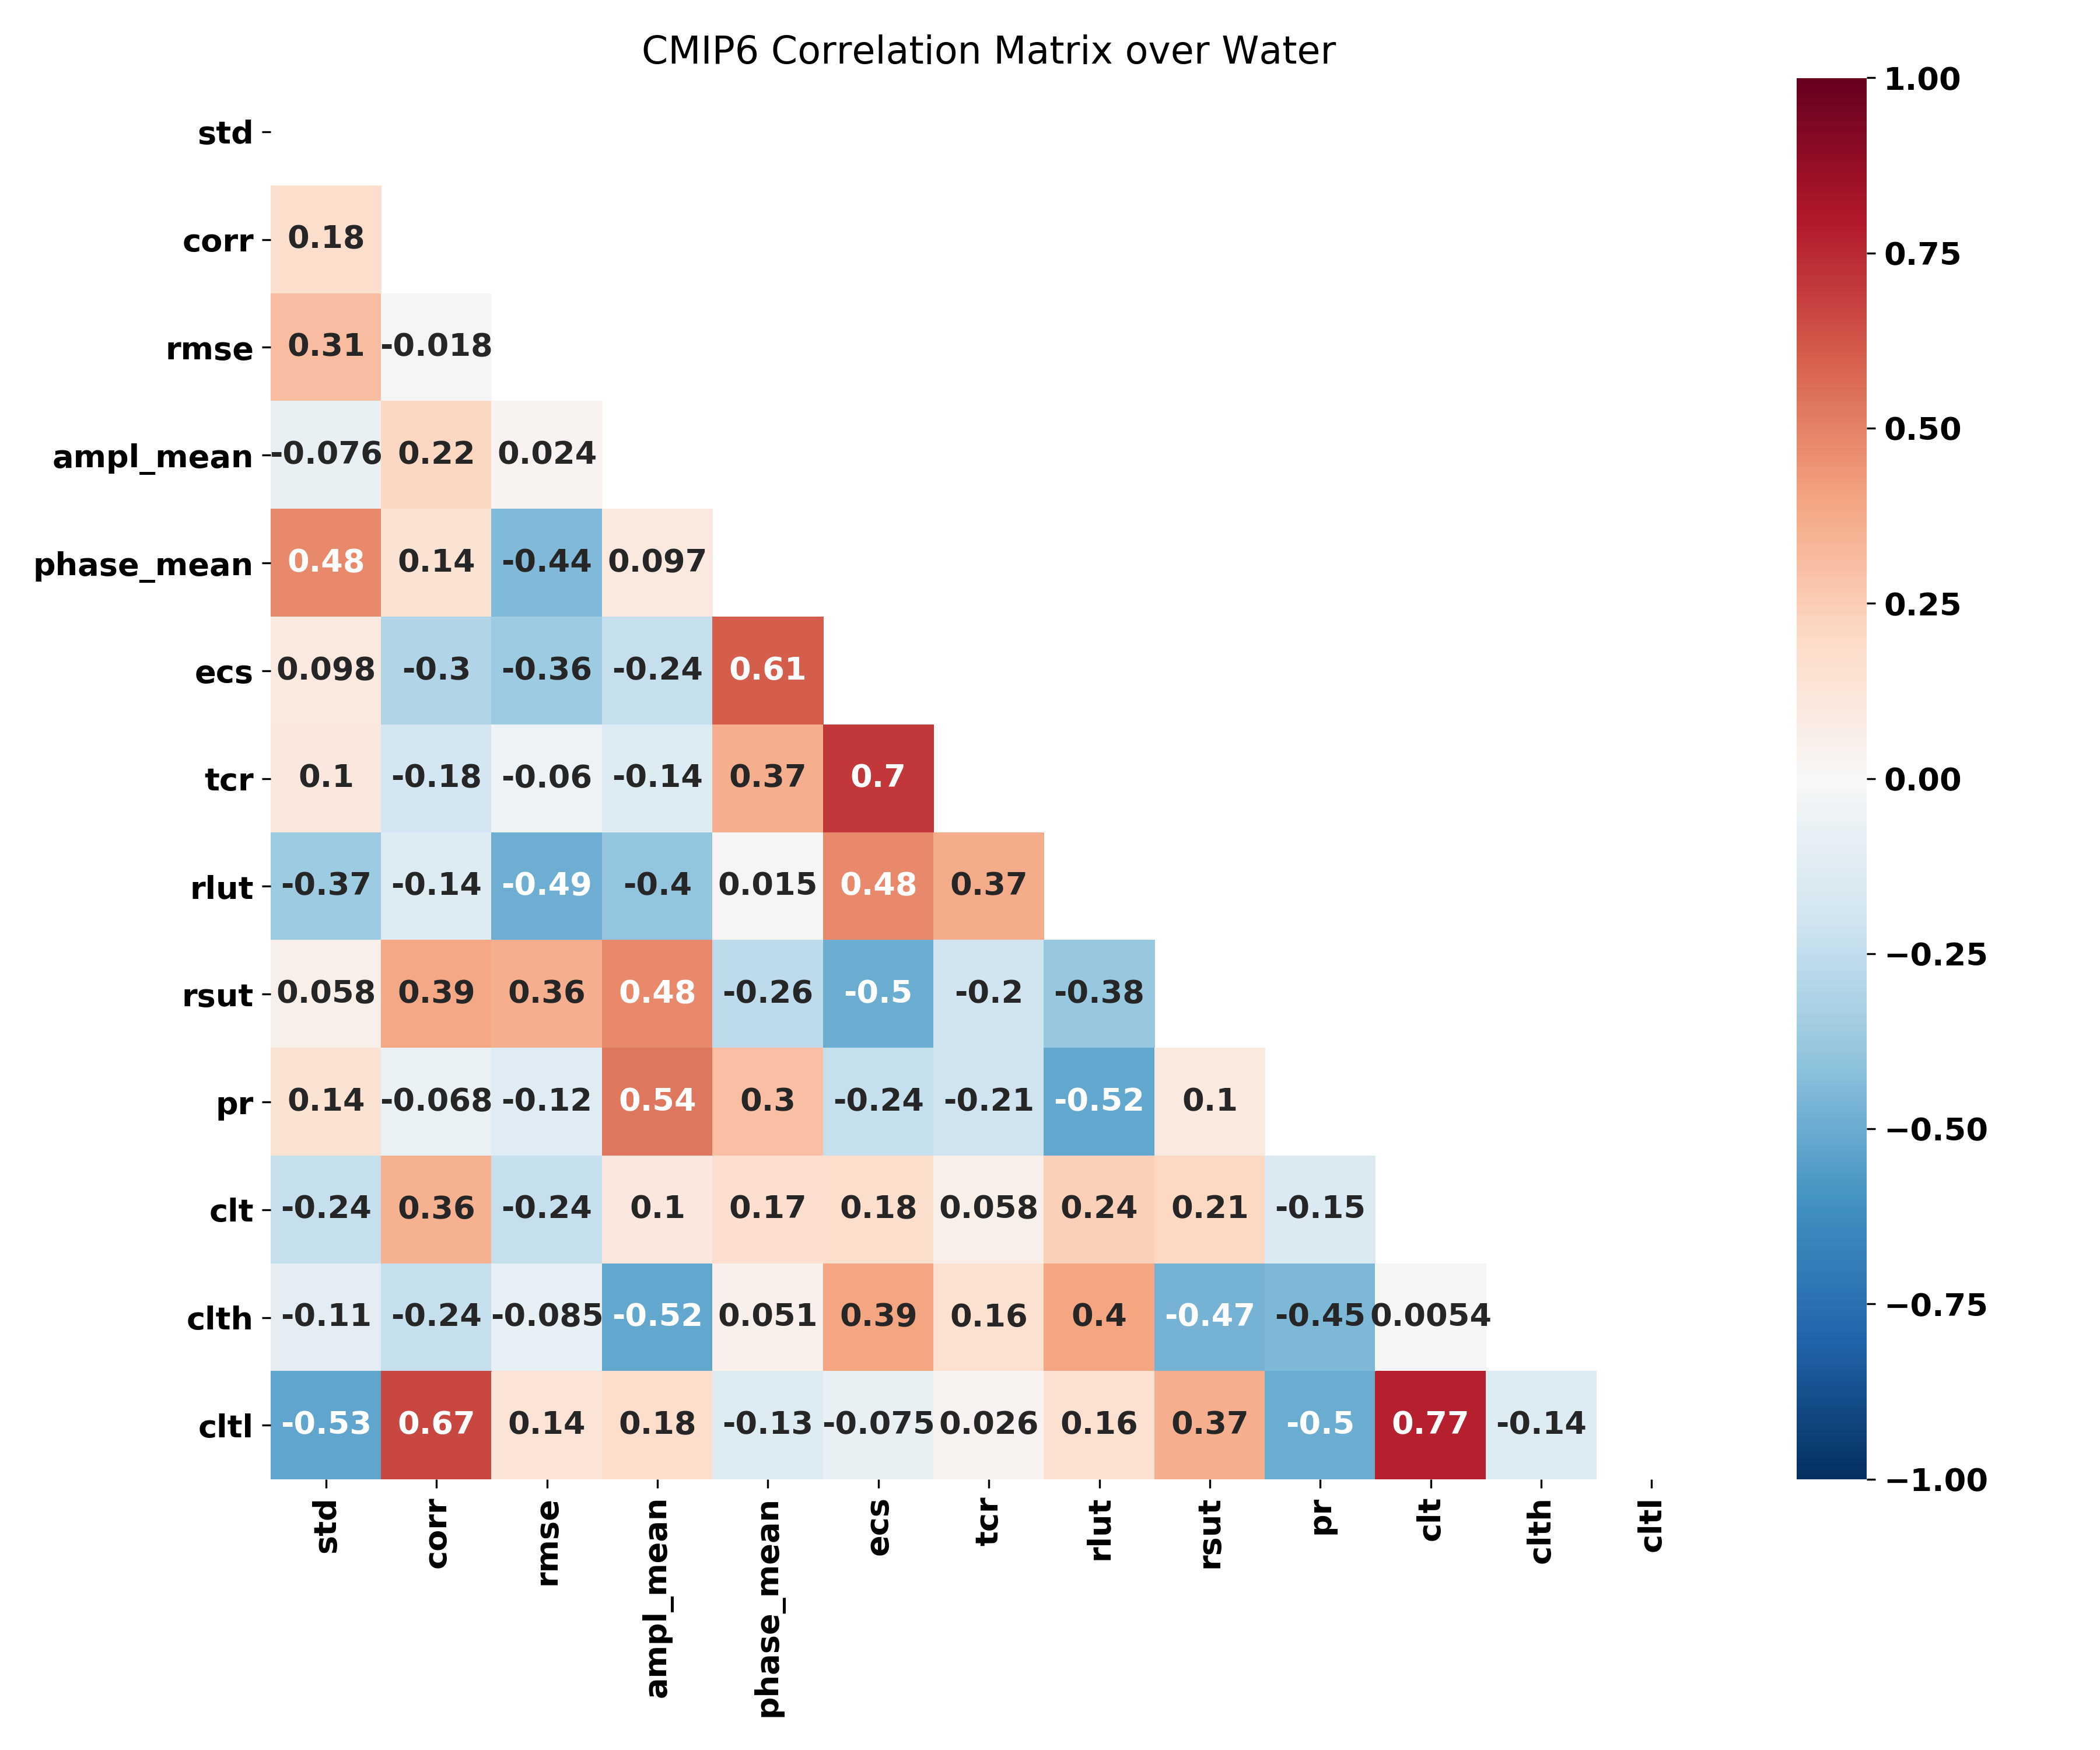 CMIP6 Correlation Matrix over Water
std
corr 0.18
rmse 0.31 -0.018
ampl_mean -0.076 0.22 0.024
phase_mean 0.48 0.14 -0.44 0.097
ecs 0.098 -0.3 -0.36 -0.24 0.61
tcr 0.1 -0.18 -0.06 -0.14 0.37 0.7
rlut -0.37 -0.14 -0.49 -0.4 0.015 0.48 0.37
rsut 0.058 0.39 0.36 0.48 -0.26 -0.5 -0.2 -0.38
pr 0.14 -0.068 -0.12 0.54 0.3 -0.24 -0.21 -0.52 0.1
clt -0.24 0.36 -0.24 0.1 0.17 0.18 0.058 0.24 0.21 -0.15
clth -0.11 -0.24 -0.085 -0.52 0.051 0.39 0.16 0.4 -0.47 -0.45 0.0054
cltl -0.53 0.67 0.14 0.18 -0.13 -0.075 0.026 0.16 0.37 -0.5 0.77 -0.14
std corr rmse ampl_mean phase_mean ecs tcr rlut rsut pr clt clth cltl
1.00
0.75
0.50
0.25
0.00
−0.25
−0.50
−0.75
−1.00